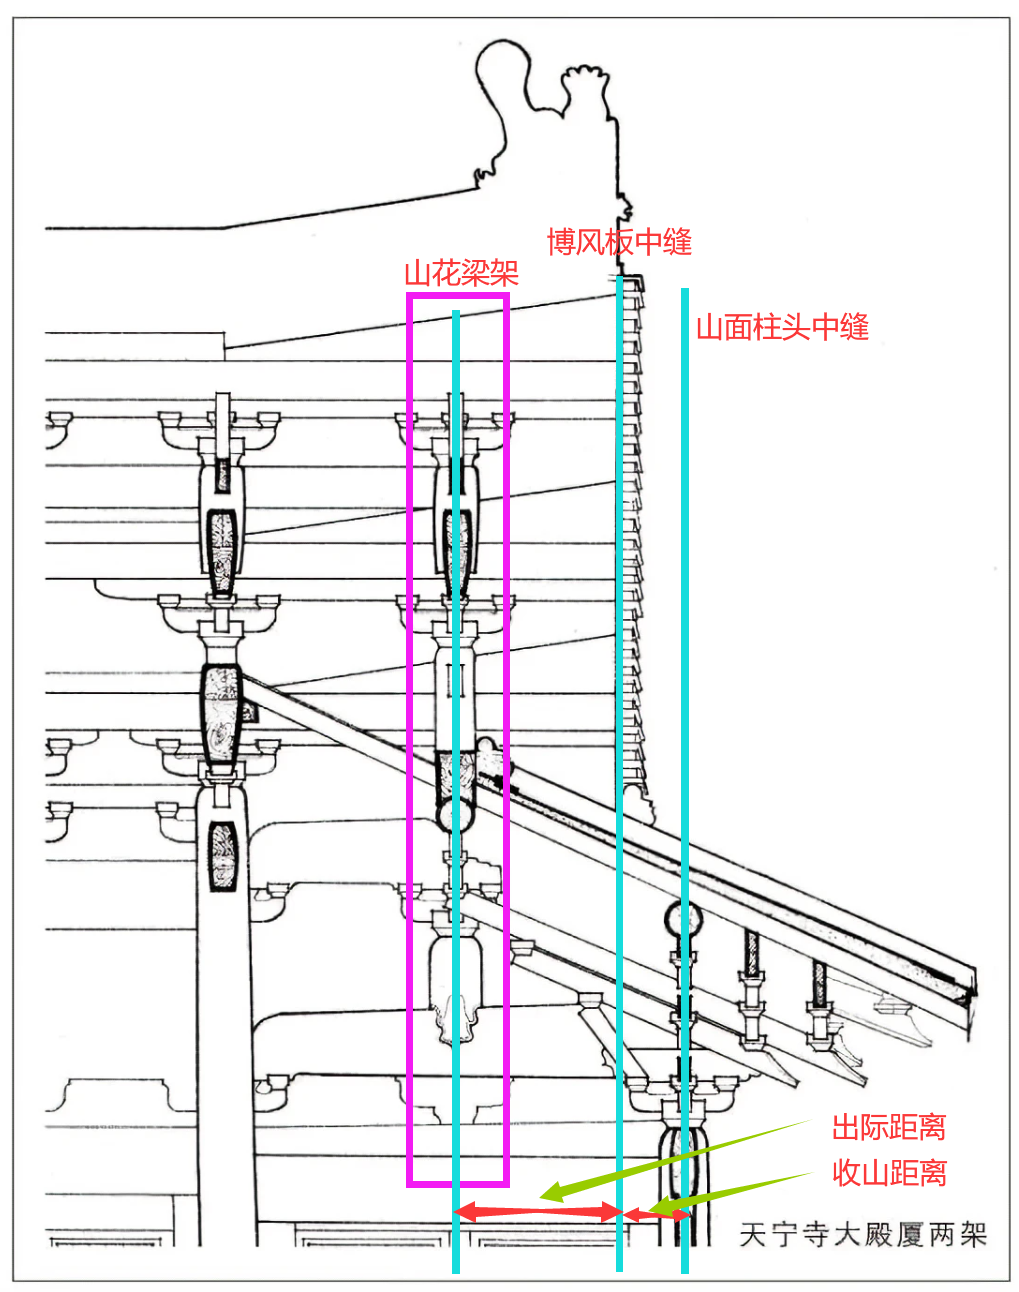 博风板中缝
山花梁架
山面柱头中缝
出际距离
收山距离
天宁寺大殿厦两架